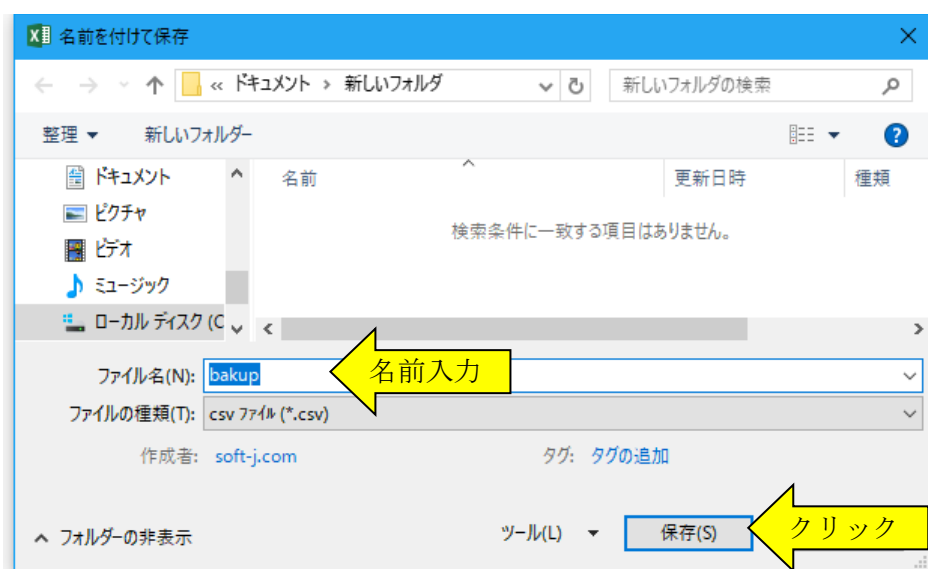 名前を付けて保存
« ドキュメント › 新しいフォルダ 新しいフォルダの検索
整理 新しいフォルダー
ドキュメント 名前 更新日時 種類
ピクチャ
検索条件に一致する項目はありません。
ビデオ
ミュージック
ローカル ディスク (C
名前入力
ファイル名(N): bakup
ファイルの種類(T): csv ファイル (*.csv)
作成者: soft-j.com タグ: タグの追加
フォルダーの非表示 ツール(L) 保存(S) クリック